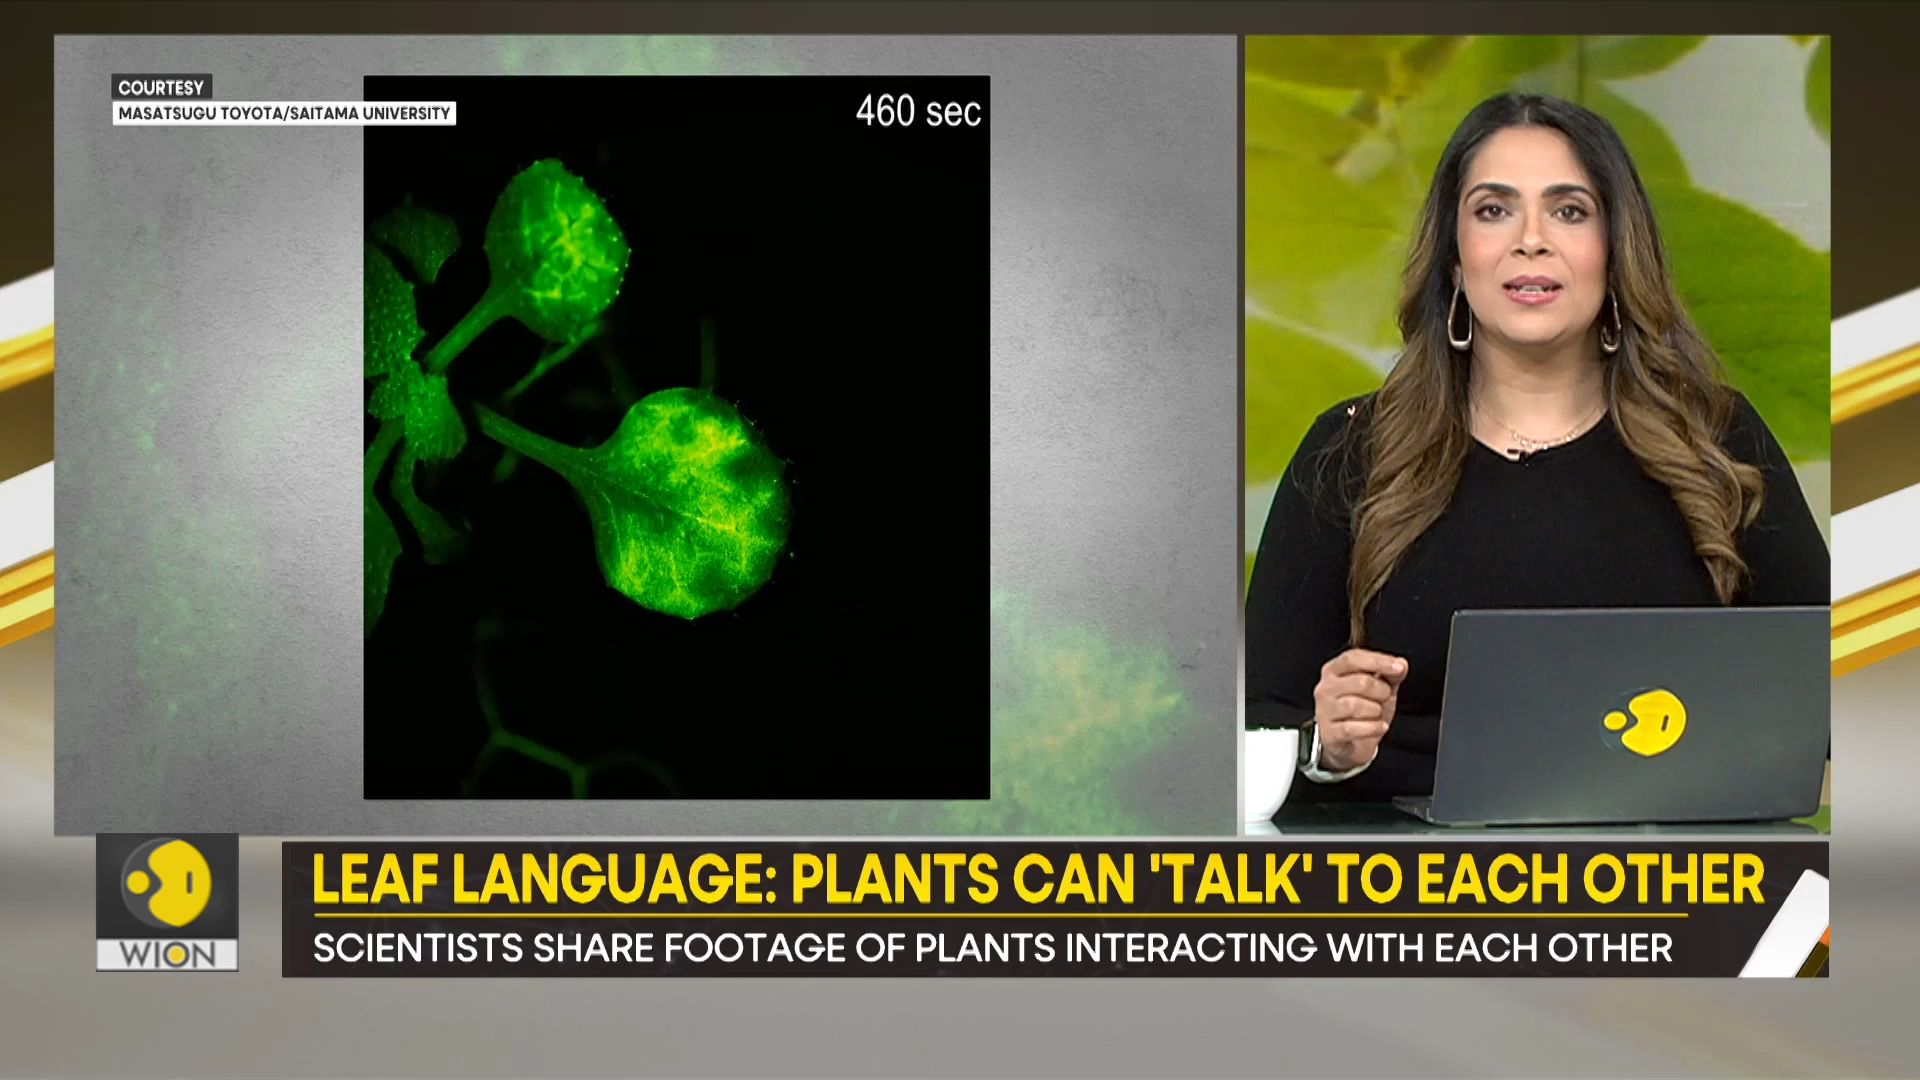 COURTESY
MASATSUGU TOYOTA/SAITAMA UNIVERSITY
460 sec
LEAF LANGUAGE: PLANTS CAN 'TALK' TO EACH OTHER
SCIENTISTS SHARE FOOTAGE OF PLANTS INTERACTING WITH EACH OTHER
WION